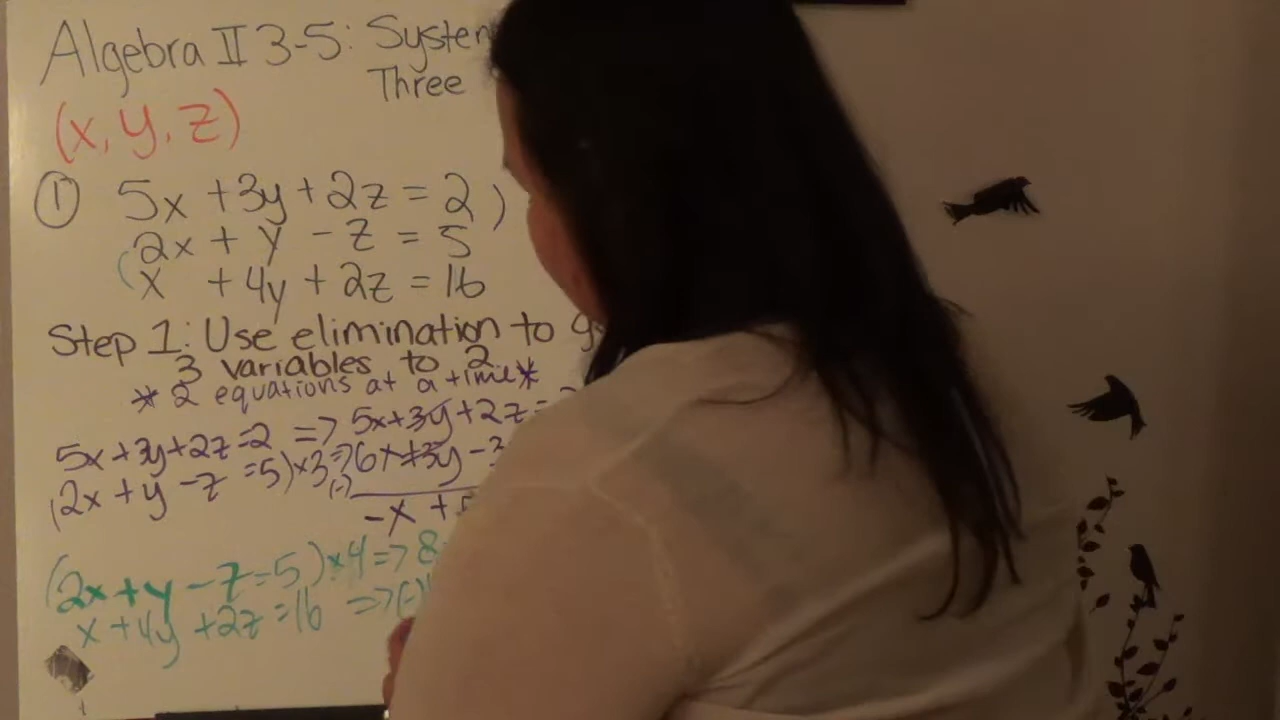 Algebra II 3-5: System
Three
(x, y, z)
① 5x + 3y + 2z = 2 )
(2x + y - z = 5
x + 4y + 2z = 16
Step 1: Use elimination to
3 variables to 2
* 2 equations at a time *
5x + 3y + 2z = 2 => 5x + 3y + 2z =
(2x + y - z = 5) x 3 => 6x + 3y - 3
(-)
-x +
(2x + y - z = 5) x 4 => 8
x + 4y + 2z = 16 => (-)